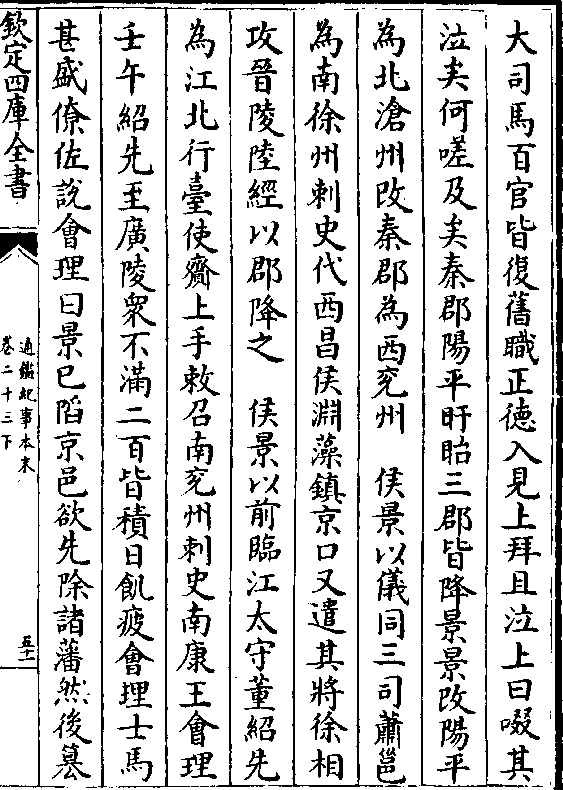 大司馬百官皆復舊職正德入見上拜且泣上曰啜其
泣矣何嗟及矣秦郡陽平盱眙三郡皆降景景改陽平
為北滄州改秦郡為西兖州　侯景以儀同三司蕭邕
為南徐州刺史代西昌侯淵藻鎮京口又遣其將徐相
攻晉陵陸經以郡降之　侯景以前臨江太守董紹先
為江北行臺使齎上手敕召南兖州刺史南康王會理
壬午紹先至廣陵衆不滿二百皆積日飢疲會理士馬
甚盛僚佐說會理曰景已䧟京邑欲先除諸藩然後篡
欽定四庫全書
通鑑紀事本末
卷二十三下
五十一